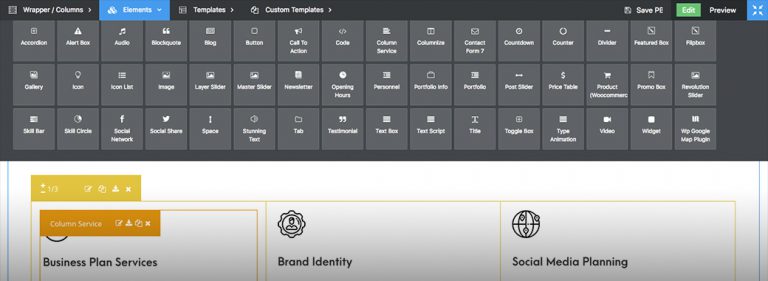 Wrapper / Columns Elements Templates Custom Templates Save PB Edit Preview
Accordion Alert Box Audio Blockquote Blog Button Call To Action Code Column Service Columnize Contact Form 7 Countdown Counter Divider Featured Box Flipbox
Gallery Icon Icon List Image Layer Slider Master Slider Newsletter Opening Hours Personnel Portfolio Info Portfolio Post Slider Price Table Product (Woocommerc Promo Box Revolution Slider
Skill Bar Skill Circle Social Network Social Share Space Stunning Text Tab Testimonial Text Box Text Script Title Toggle Box Type Animation Video Widget Wp Google Map Plugin
1/3
Column Service
Business Plan Services Brand Identity Social Media Planning